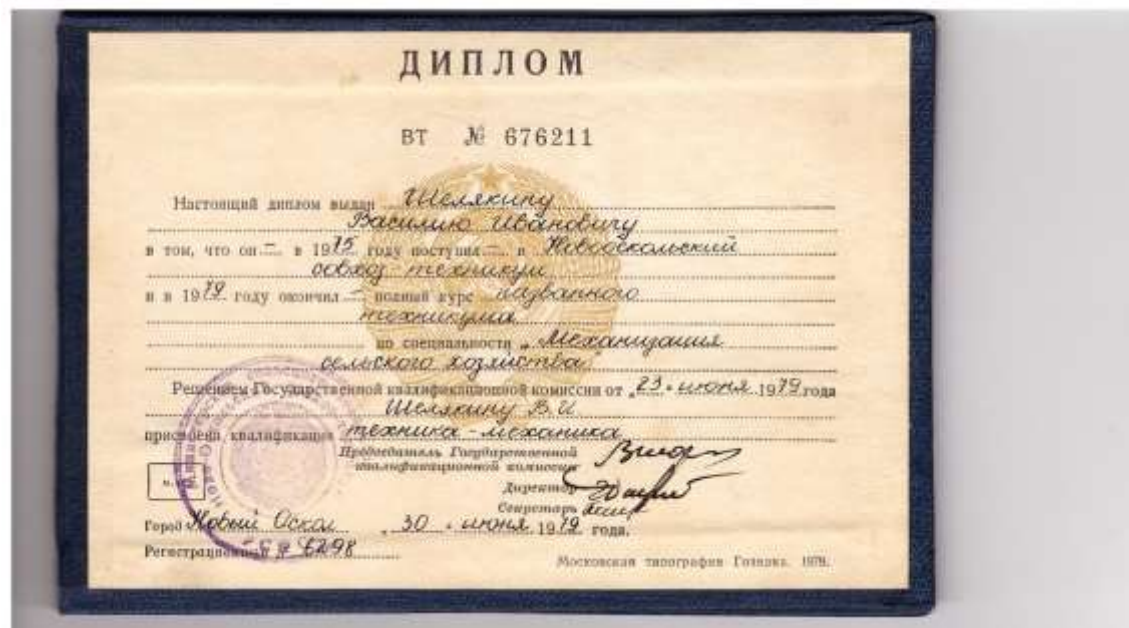 ДИПЛОМ
ВТ № 676211
Настоящий диплом выдан Шелякину
Василию Ивановичу
в том, что он — в 1975 году поступил — в Новооскольский
совхоз-техникум
и в 1979 году окончил — полный курс названного
техникума
по специальности „Механизация
сельского хозяйства"
Решением Государственной квалификационной комиссии от „23" июня 1979 года
Шелякину В.И.
присвоена квалификация техника-механика
Председатель Государственной
квалификационной комиссии
Директор
Секретарь
Город Новый Оскол „30" июня 1979 года.
Регистрационный № 6298
Московская типография Гознака. 1978.